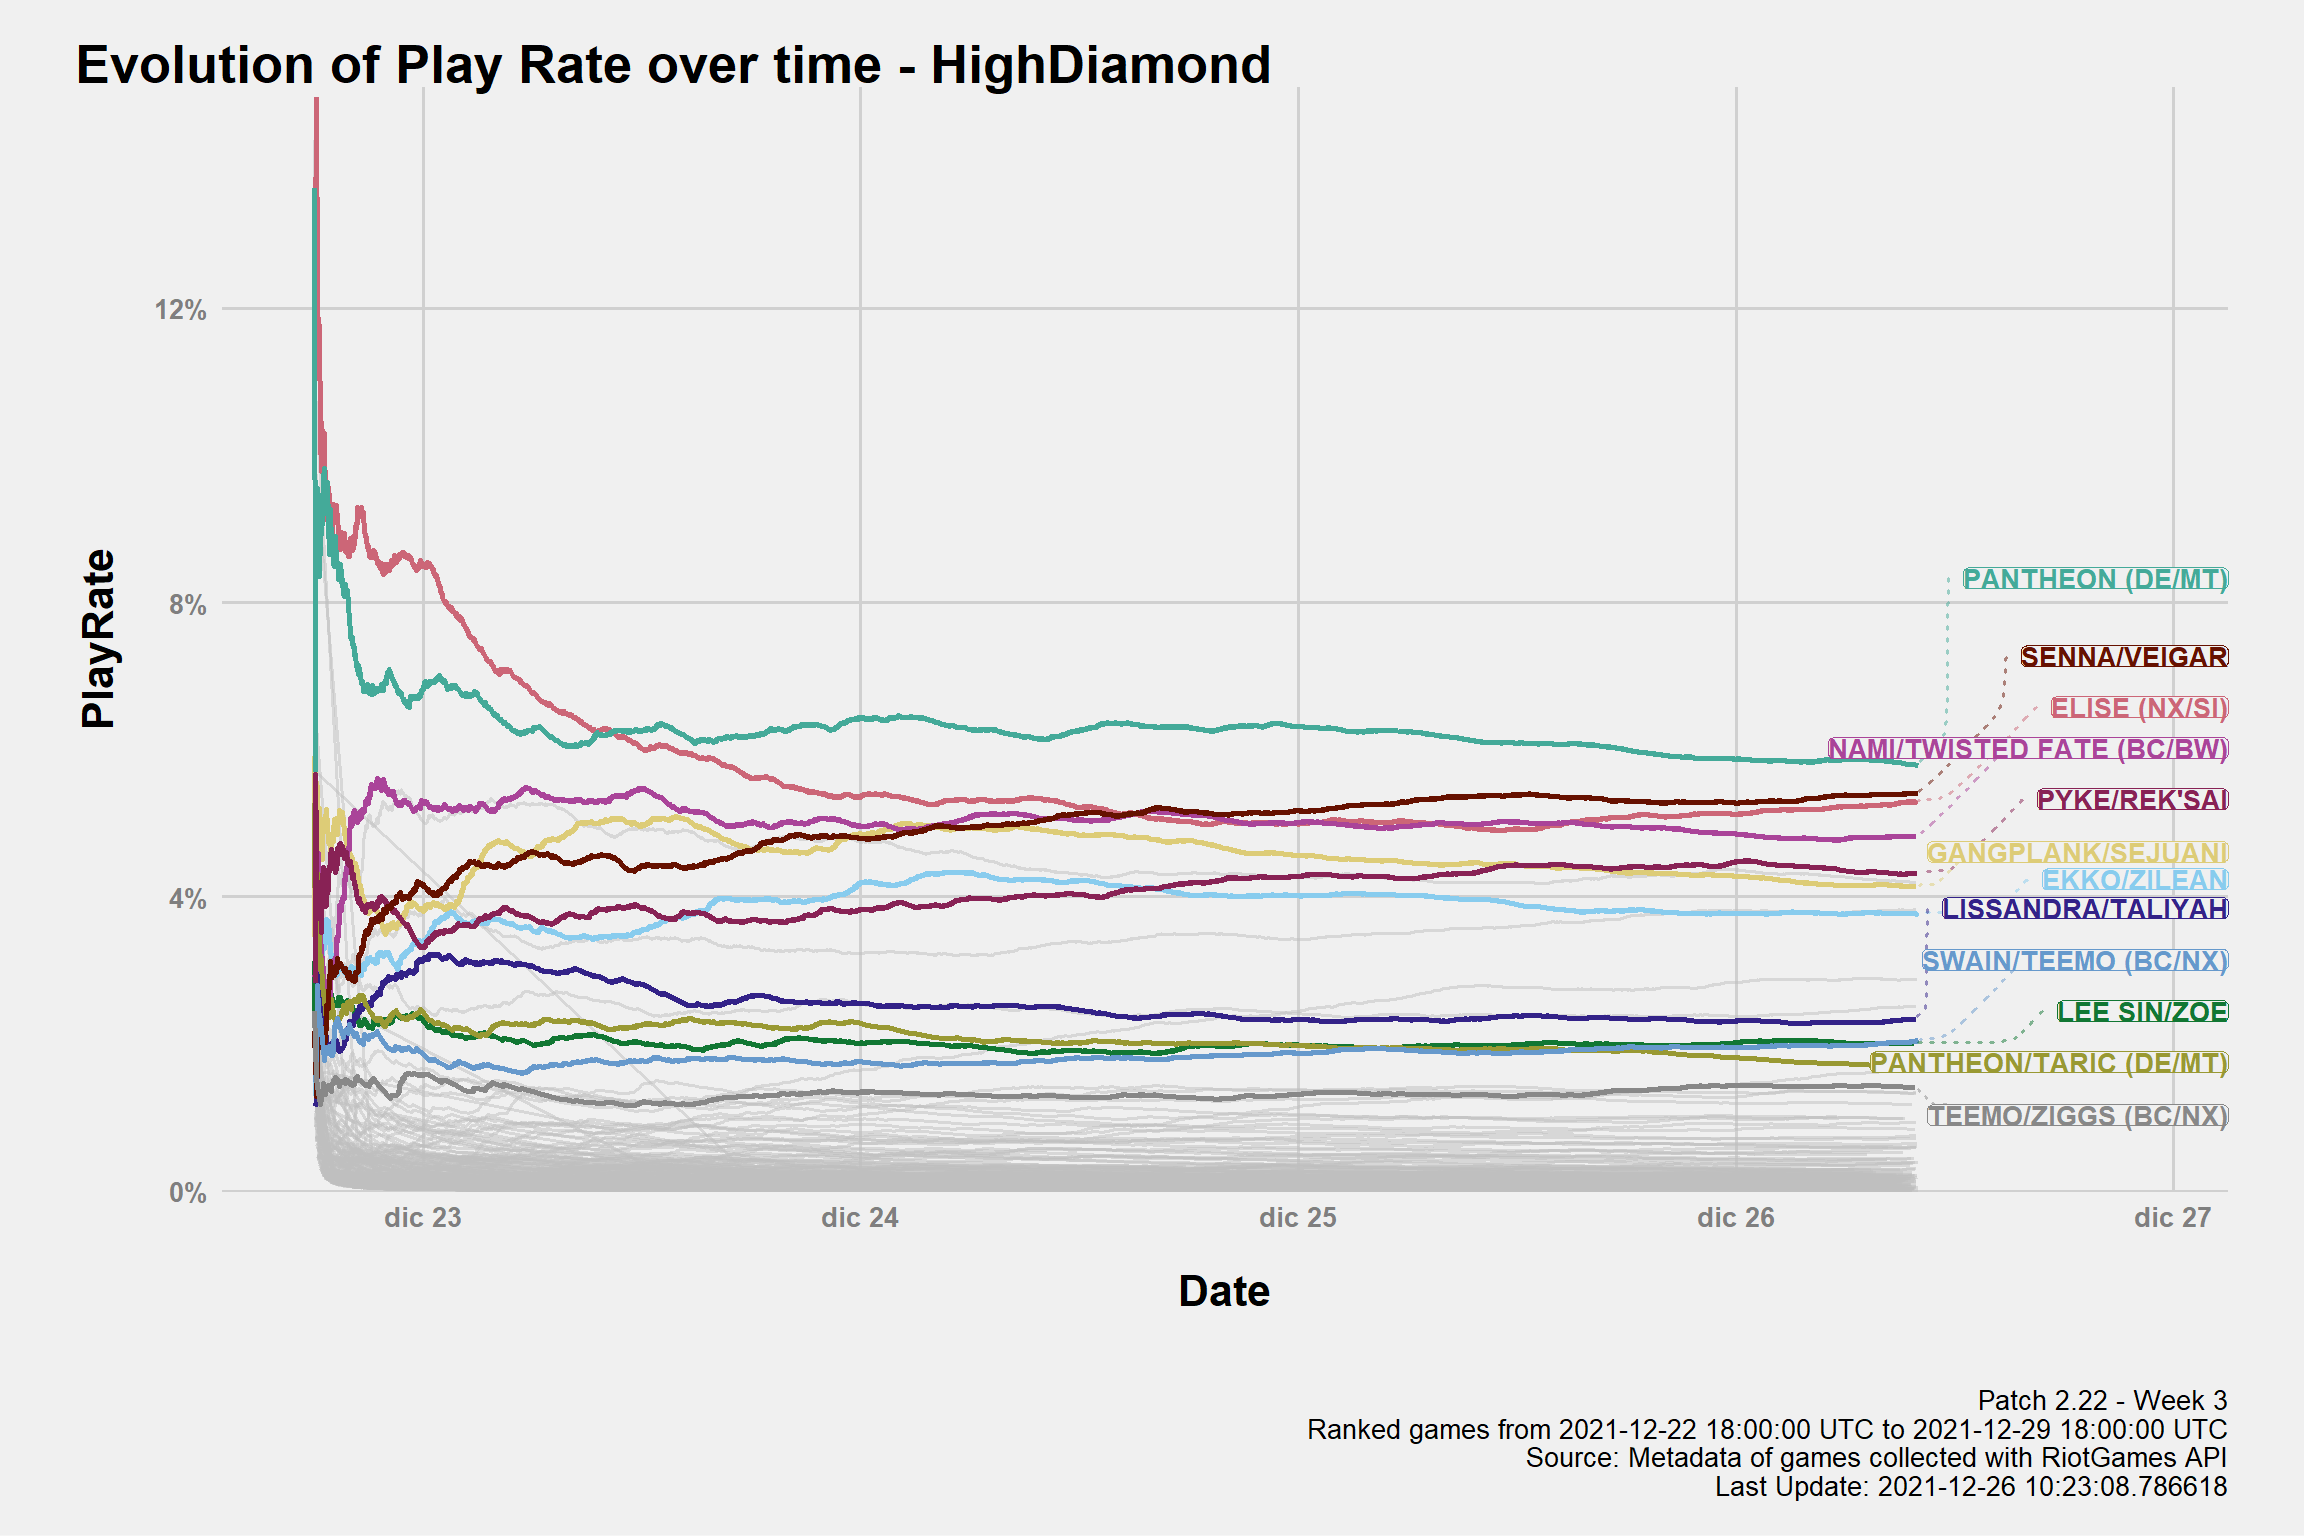 Evolution of Play Rate over time - HighDiamond
PlayRate
12%
8%
4%
0%
PANTHEON (DE/MT)
SENNA/VEIGAR
ELISE (NX/SI)
NAMI/TWISTED FATE (BC/BW)
PYKE/REK'SAI
GANGPLANK/SEJUANI
EKKO/ZILEAN
LISSANDRA/TALIYAH
SWAIN/TEEMO (BC/NX)
LEE SIN/ZOE
PANTHEON/TARIC (DE/MT)
TEEMO/ZIGGS (BC/NX)
dic 23
dic 24
dic 25
dic 26
dic 27
Date
Patch 2.22 - Week 3
Ranked games from 2021-12-22 18:00:00 UTC to 2021-12-29 18:00:00 UTC
Source: Metadata of games collected with RiotGames API
Last Update: 2021-12-26 10:23:08.786618